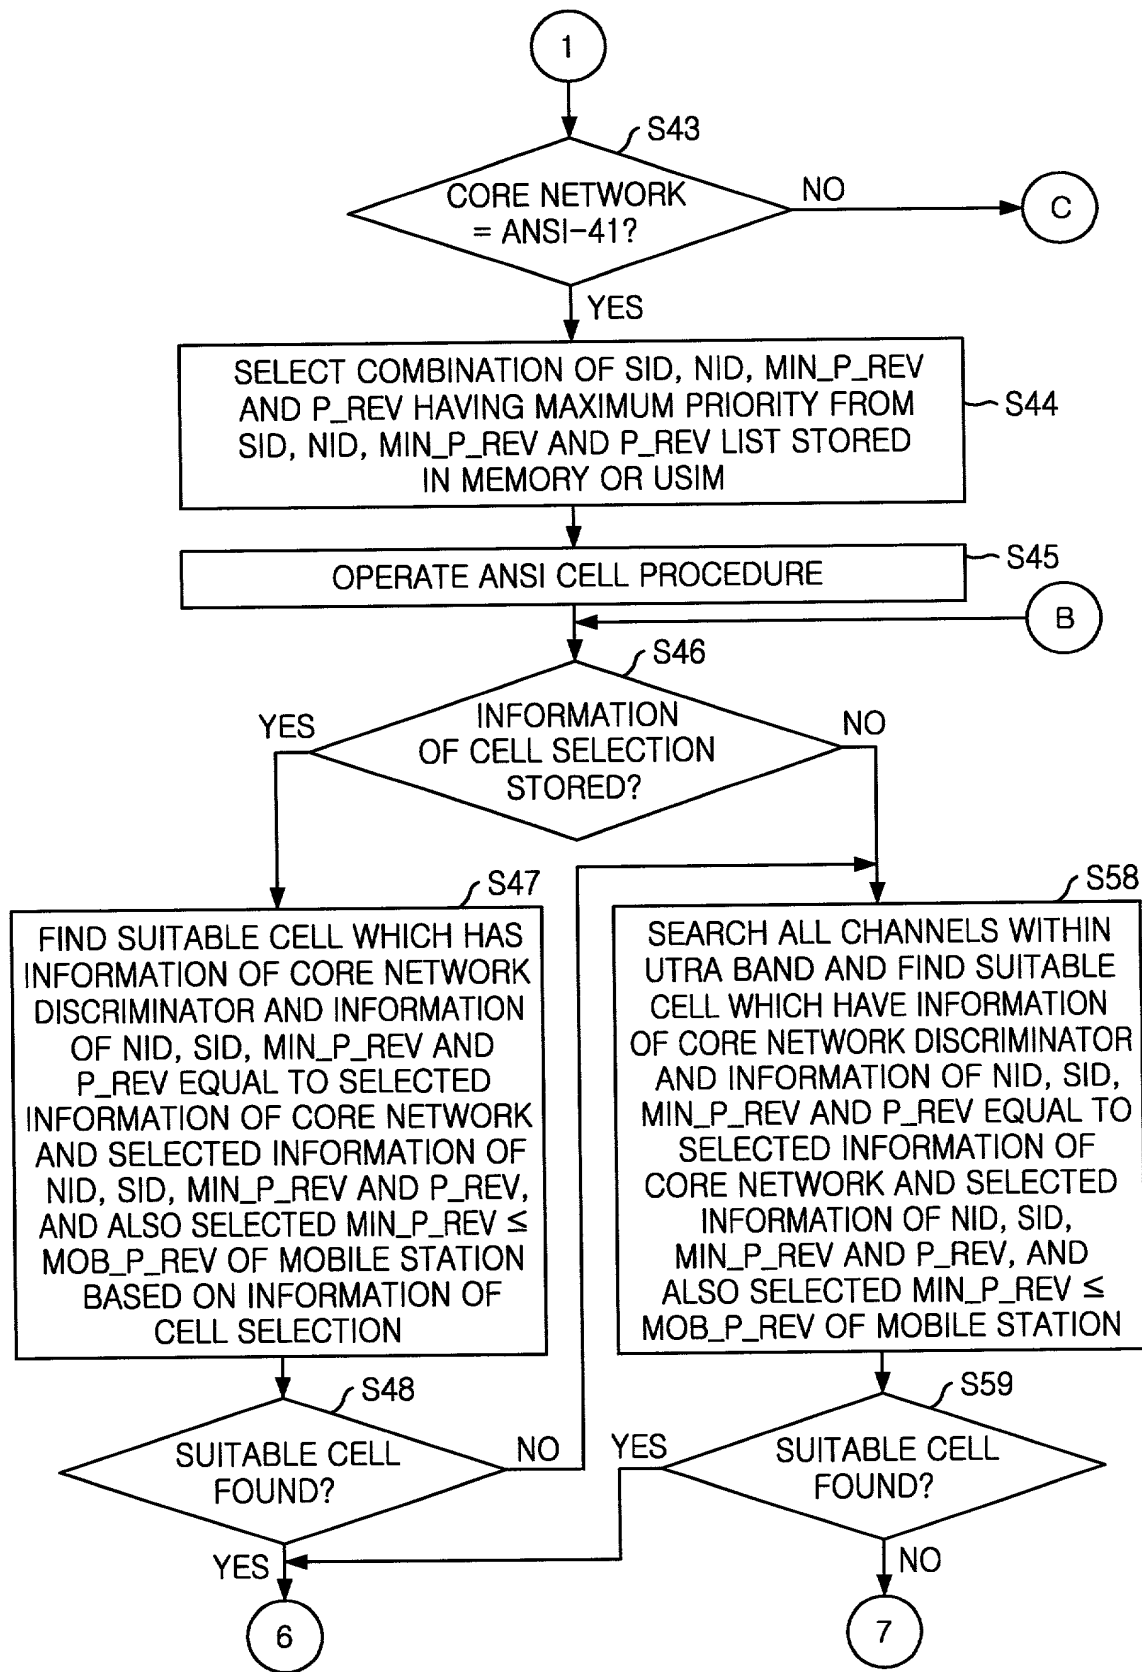 1
S43
CORE NETWORK
= ANSI-41?
NO
C
YES
SELECT COMBINATION OF SID, NID, MIN_P_REV
AND P_REV HAVING MAXIMUM PRIORITY FROM
SID, NID, MIN_P_REV AND P_REV LIST STORED
IN MEMORY OR USIM
S44
OPERATE ANSI CELL PROCEDURE
S45
B
S46
INFORMATION
OF CELL SELECTION
STORED?
YES
NO
S47
FIND SUITABLE CELL WHICH HAS
INFORMATION OF CORE NETWORK
DISCRIMINATOR AND INFORMATION
OF NID, SID, MIN_P_REV AND
P_REV EQUAL TO SELECTED
INFORMATION OF CORE NETWORK
AND SELECTED INFORMATION OF
NID, SID, MIN_P_REV AND P_REV,
AND ALSO SELECTED MIN_P_REV ≤
MOB_P_REV OF MOBILE STATION
BASED ON INFORMATION OF
CELL SELECTION
S58
SEARCH ALL CHANNELS WITHIN
UTRA BAND AND FIND SUITABLE
CELL WHICH HAVE INFORMATION
OF CORE NETWORK DISCRIMINATOR
AND INFORMATION OF NID, SID,
MIN_P_REV AND P_REV EQUAL TO
SELECTED INFORMATION OF
CORE NETWORK AND SELECTED
INFORMATION OF NID, SID,
MIN_P_REV AND P_REV, AND
ALSO SELECTED MIN_P_REV ≤
MOB_P_REV OF MOBILE STATION
S48
SUITABLE CELL
FOUND?
NO
YES
6
S59
YES
SUITABLE CELL
FOUND?
NO
7